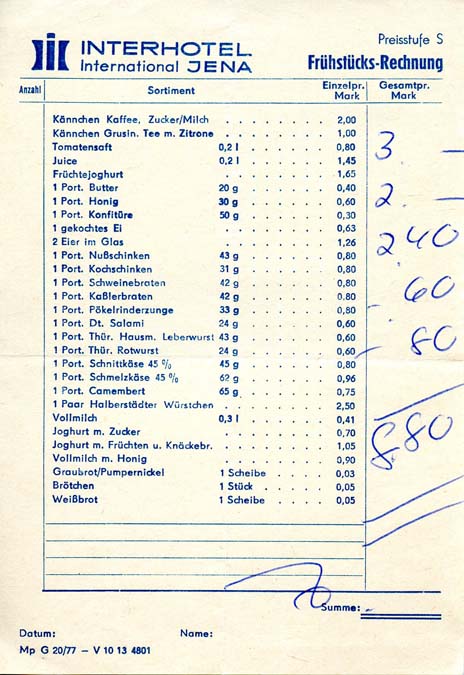 INTERHOTEL
International JENA
Preisstufe S
Frühstücks-Rechnung
Anzahl Sortiment Einzelpr. Mark Gesamtpr. Mark
Kännchen Kaffee, Zucker/Milch . . . . . . . 2,00
Kännchen Grusin. Tee m. Zitrone . . . . . . . 1,00
Tomatensaft 0,2 l . . . . . . 0,80 3. —
Juice 0,2 l . . . . . . 1,45
Früchtejoghurt . . . . . . . 1,65
1 Port. Butter 20 g . . . . . . 0,40
1 Port. Honig 30 g . . . . . . 0,60 2. —
1 Port. Konfitüre 50 g . . . . . . 0,30
1 gekochtes Ei . . . . . . . 0,63
2 Eier im Glas . . . . . . . 1,26 2,40
1 Port. Nußschinken 43 g . . . . . . 0,80
1 Port. Kochschinken 31 g . . . . . . 0,80
1 Port. Schweinebraten 42 g . . . . . . 0,80
1 Port. Kaßlerbraten 42 g . . . . . . 0,80 - 60
1 Port. Pökelrinderzunge 33 g . . . . . . 0,80
1 Port. Dt. Salami 24 g . . . . . . 0,60
1 Port. Thür. Hausm. Leberwurst 43 g . . . . . . 0,60
1 Port. Thür. Rotwurst 24 g . . . . . . 0,60 - 80
1 Port. Schnittkäse 45 % 45 g . . . . . . 0,80
1 Port. Schmelzkäse 45 % 62 g . . . . . . 0,96
1 Port. Camembert 65 g . . . . . . 0,75
1 Paar Halberstädter Würstchen . . . . . . . 2,50
Vollmilch 0,3 l . . . . . . 0,41
Joghurt m. Zucker . . . . . . . 0,70 8.80
Joghurt m. Früchten u. Knäckebr. . . . . . . 1,05
Vollmilch m. Honig . . . . . . . 0,90
Graubrot/Pumpernickel 1 Scheibe . . . . 0,03
Brötchen 1 Stück . . . . . 0,05
Weißbrot 1 Scheibe . . . . 0,05
Summe:
Datum: Name:
Mp G 20/77 — V 10 13 4801